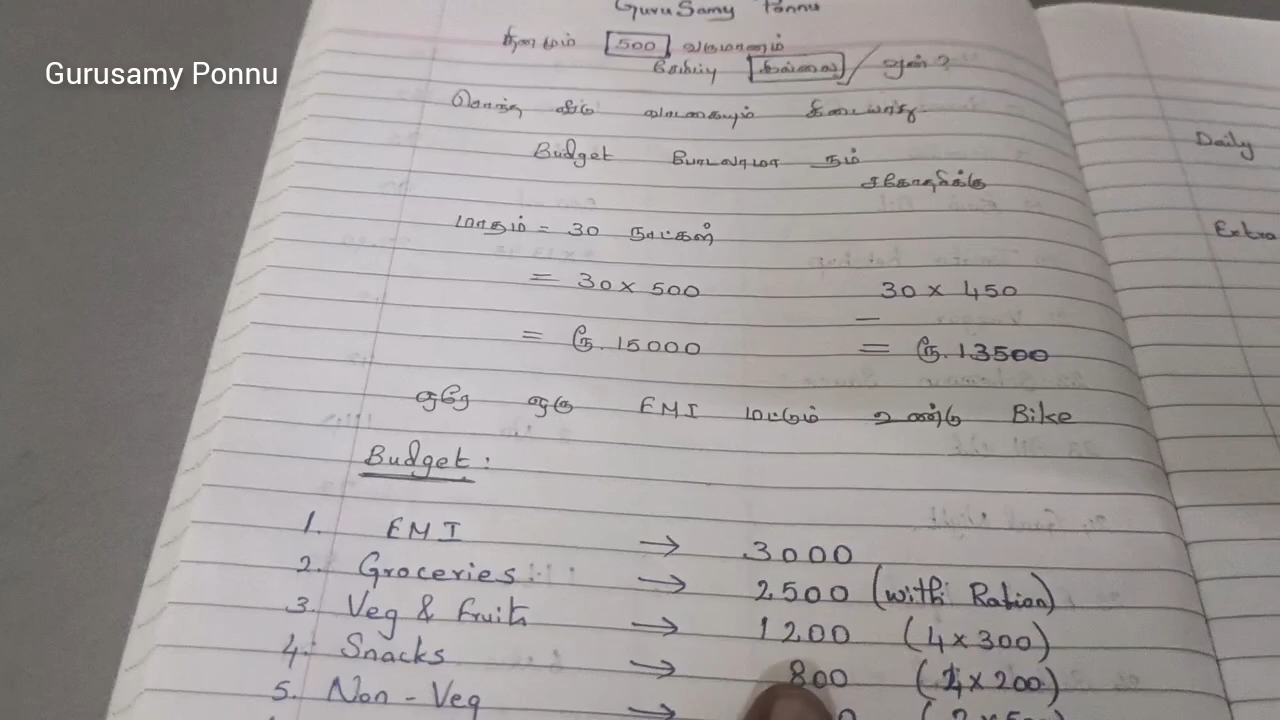 Gurusamy Ponnu
GuruSamy Ponnu
தினமும் 500 வருமானம்
சேமிப்பு இல்லை / ஏன் ?
சொந்த வீடு வாடகையும் கிடையாது
Budget போடலாமா நம்
சகோதரிக்கு
மாதம் = 30 நாட்கள்
= 30 x 500 30 x 450
= ரூ. 15000 = ரூ. 13500
ஒரே ஒரு EMI மட்டும் உண்டு Bike
Budget :
1. EMI → 3000
2. Groceries → 2500 (with Ration)
3. Veg & Fruits → 1200 (4 x 300)
4. Snacks → 800 (4 x 200)
5. Non - Veg →
Daily
Extra